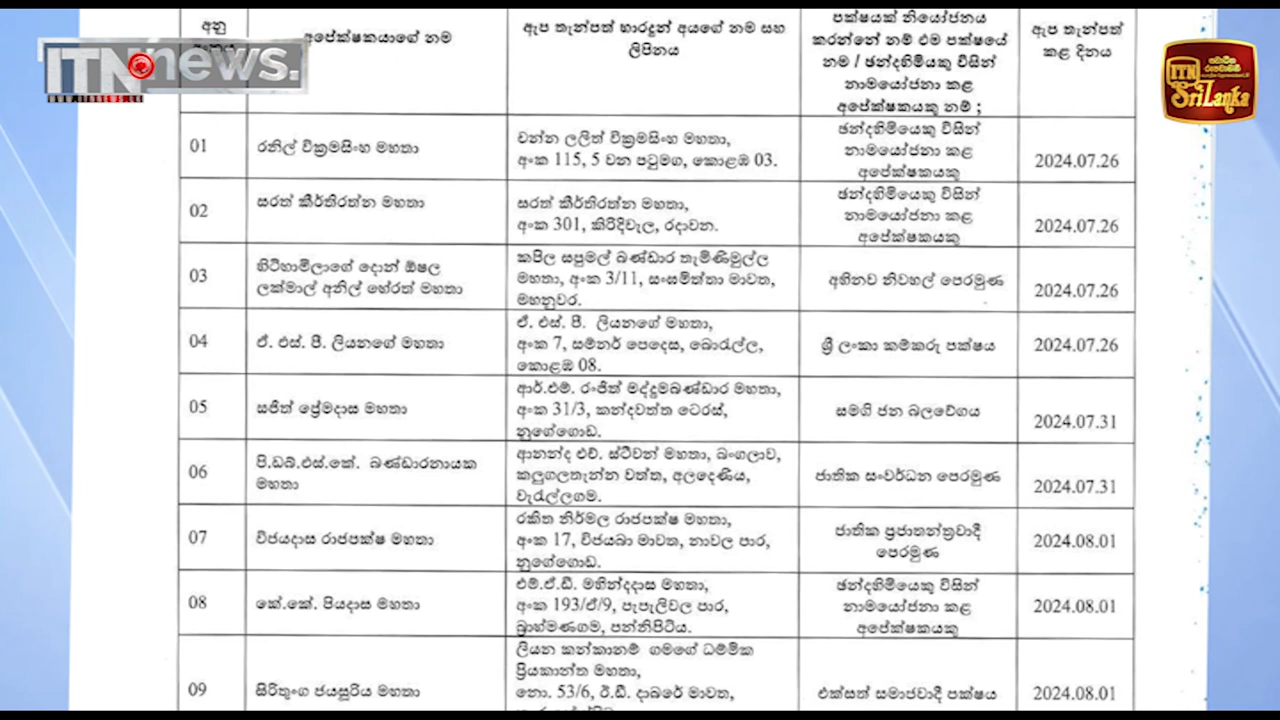 ITN news.
WWW.ITNNEWS.LK
ITN
SriLanka
අනු
අපේක්ෂකයාගේ නම
ඇප තැන්පත් භාරදුන් අයගේ නම සහ
ලිපිනය
පක්ෂයක් නියෝජනය
කරන්නේ නම් එම පක්ෂයේ
නම / ඡන්දහිමියකු විසින්
නාමයෝජනා කළ
අපේක්ෂකයකු නම් ;
ඇප තැන්පත්
කළ දිනය
01
රනිල් වික්‍රමසිංහ මහතා
චන්න ලලිත් වික්‍රමසිංහ මහතා,
අංක 115, 5 වන පටුමග, කොළඹ 03.
ඡන්දහිමියෙකු විසින්
නාමයෝජනා කළ
අපේක්ෂකයකු
2024.07.26
02
සරත් කීර්තිරත්න මහතා
සරත් කීර්තිරත්න මහතා,
අංක 301, කිරිදිවැල, රදාවන.
ඡන්දහිමියෙකු විසින්
නාමයෝජනා කළ
අපේක්ෂකයකු
2024.07.26
03
හිටිහාමිලාගේ දොන් ඕෂල
ලක්මාල් අනිල් හේරත් මහතා
කපිල සපුමල් බණ්ඩාර තැමිණිමුල්ල
මහතා, අංක 3/11, සංඝමිත්තා මාවත,
මහනුවර.
අභිනව නිවහල් පෙරමුණ
2024.07.26
04
ඒ. එස්. පී. ලියනගේ මහතා
ඒ. එස්. පී. ලියනගේ මහතා,
අංක 7, සම්නර් පෙදෙස, බොරැල්ල,
කොළඹ 08.
ශ්‍රී ලංකා කම්කරු පක්ෂය
2024.07.26
05
සජිත් ප්‍රේමදාස මහතා
ආර්.එම්. රංජිත් මද්දුමබණ්ඩාර මහතා,
අංක 31/3, කන්දවත්ත ටෙරස්,
නුගේගොඩ.
සමගි ජන බලවේගය
2024.07.31
06
පි.ඩබ්.එස්.කේ. බණ්ඩාරනායක
මහතා
ආනන්ද එච්. ස්ටීවන් මහතා, බංගලාව,
කලුගලතැන්න වත්ත, අලදෙණිය,
වැරැල්ලගම.
ජාතික සංවර්ධන පෙරමුණ
2024.07.31
07
විජයදාස රාජපක්ෂ මහතා
රකිත නිර්මල රාජපක්ෂ මහතා,
අංක 17, විජයබා මාවත, නාවල පාර,
නුගේගොඩ.
ජාතික ප්‍රජාතන්ත්‍රවාදී
පෙරමුණ
2024.08.01
08
කේ.කේ. පියදාස මහතා
එම්.ඒ.ඩී. මහින්දදාස මහතා,
අංක 193/ඒ/9, පැපැලිවල පාර,
බ්‍රාහ්මණගම, පන්නිපිටිය.
ඡන්දහිමියෙකු විසින්
නාමයෝජනා කළ
අපේක්ෂකයකු
2024.08.01
09
සිරිතුංග ජයසූරිය මහතා
ලියන කන්කානම් ගමගේ ධම්මික
ප්‍රියකාන්ත මහතා,
නො. 53/6, ඊ.ඩී. දාබරේ මාවත,
එක්සත් සමාජවාදී පක්ෂය
2024.08.01